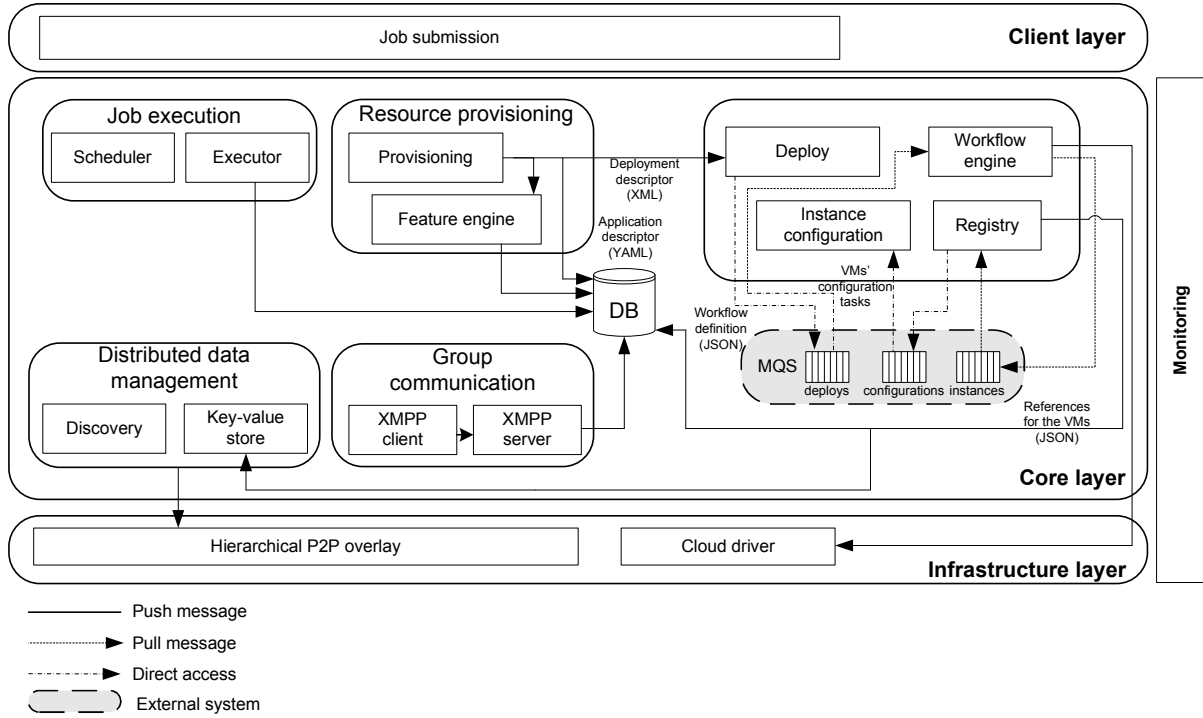 Job submission
Client layer
Job execution
Scheduler
Executor
Resource provisioning
Provisioning
Feature engine
Deployment
descriptor
(XML)
Application
descriptor
(YAML)
Deploy
Workflow
engine
Instance
configuration
Registry
VMs'
configuration
tasks
DB
Workflow
definition
(JSON)
MQS
deploys
configurations
instances
References
for the VMs
(JSON)
Distributed data
management
Discovery
Key-value
store
Group
communication
XMPP
client
XMPP
server
Core layer
Monitoring
Hierarchical P2P overlay
Cloud driver
Infrastructure layer
Push message
Pull message
Direct access
External system